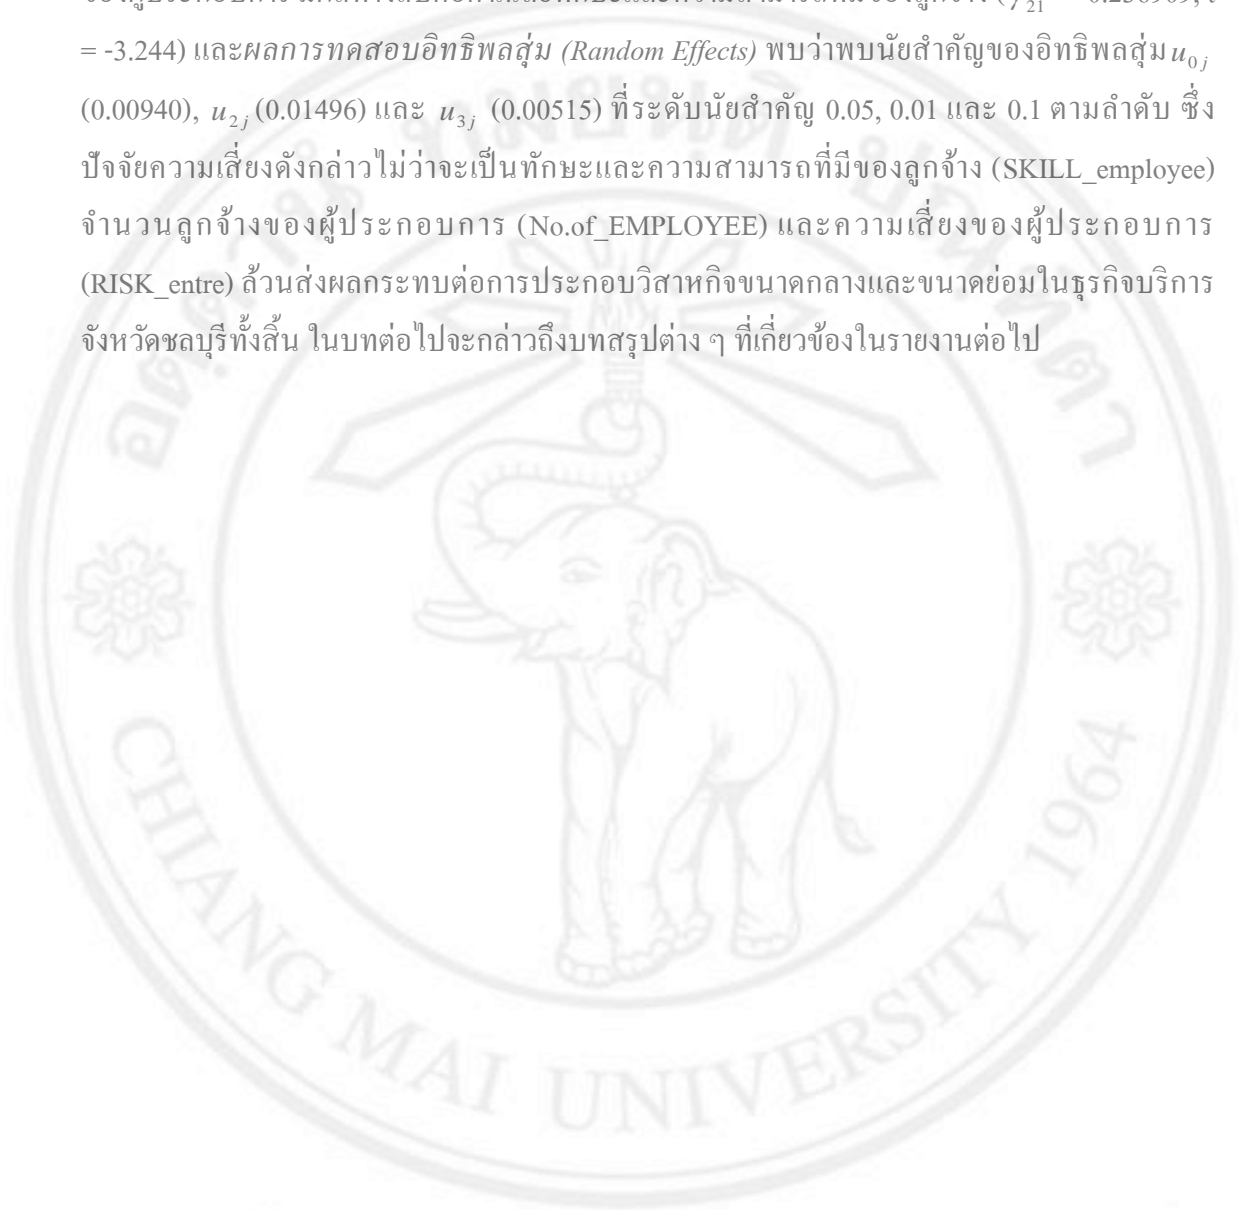 = -3.244) และผลการทดสอบอิทธิพลสุ่ม (Random Effects) พบว่าพบนัยสำคัญของอิทธิพลสุ่ม u0j
(0.00940), u2j (0.01496) และ u3j (0.00515) ที่ระดับนัยสำคัญ 0.05, 0.01 และ 0.1 ตามลำดับ ซึ่ง
ปัจจัยความเสี่ยงดังกล่าวไม่ว่าจะเป็นทักษะและความสามารถที่มีของลูกจ้าง (SKILL_employee)
จำนวนลูกจ้างของผู้ประกอบการ (No.of_EMPLOYEE) และความเสี่ยงของผู้ประกอบการ
(RISK_entre) ล้วนส่งผลกระทบต่อการประกอบวิสาหกิจขนาดกลางและขนาดย่อมในธุรกิจบริการ
จังหวัดชลบุรีทั้งสิ้น ในบทต่อไปจะกล่าวถึงบทสรุปต่าง ๆ ที่เกี่ยวข้องในรายงานต่อไป
CHIANG MAI UNIVERSITY 1964